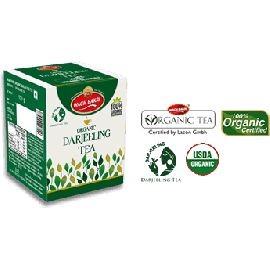 WAGH BAKRI
100%
ORGANIC
DARJEELING
TEA
WAGH BAKRI
ORGANIC TEA
Certified by Lacon Gmbh
100%
Organic
Certified
DARJEELING
DARJEELING TEA
USDA
ORGANIC